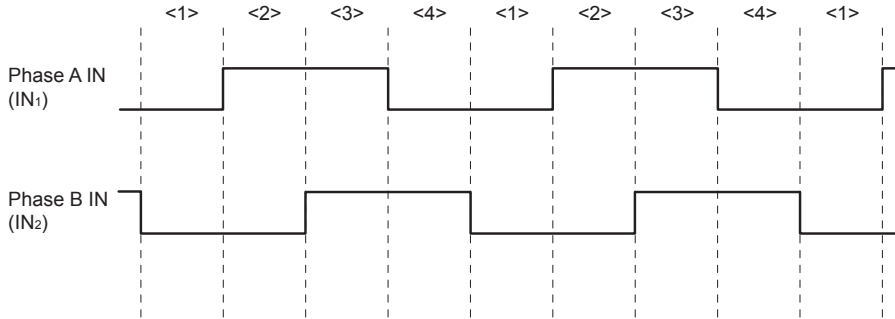 <1> <2> <3> <4> <1> <2> <3> <4> <1>
Phase A IN
(IN1)
Phase B IN
(IN2)